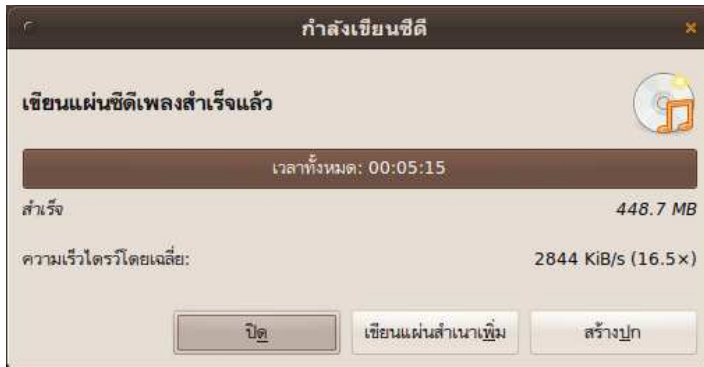 กำลังเขียนซีดี
เขียนแผ่นซีดีเพลงสำเร็จแล้ว
เวลาทั้งหมด: 00:05:15
สำเร็จ 448.7 MB
ความเร็วไดรว์โดยเฉลี่ย: 2844 KiB/s (16.5×)
ปิด เขียนแผ่นสำเนาเพิ่ม สร้างปก